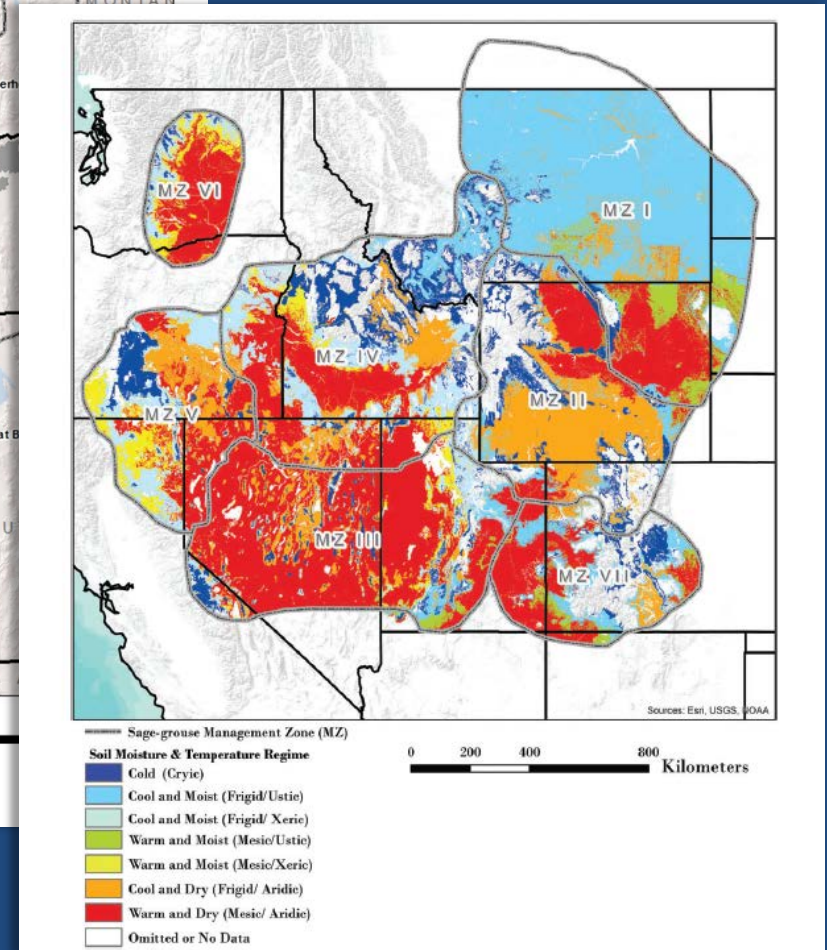 MZ VI
MZ I
MZ IV
MZ II
MZ V
MZ III
MZ VII
Sources: Esri, USGS, NOAA
Sage-grouse Management Zone (MZ)
Soil Moisture & Temperature Regime
Cold (Cryic)
Cool and Moist (Frigid/Ustic)
Cool and Moist (Frigid/ Xeric)
Warm and Moist (Mesic/Ustic)
Warm and Moist (Mesic/Xeric)
Cool and Dry (Frigid/ Aridic)
Warm and Dry (Mesic/ Aridic)
Omitted or No Data
0 200 400 800
Kilometers